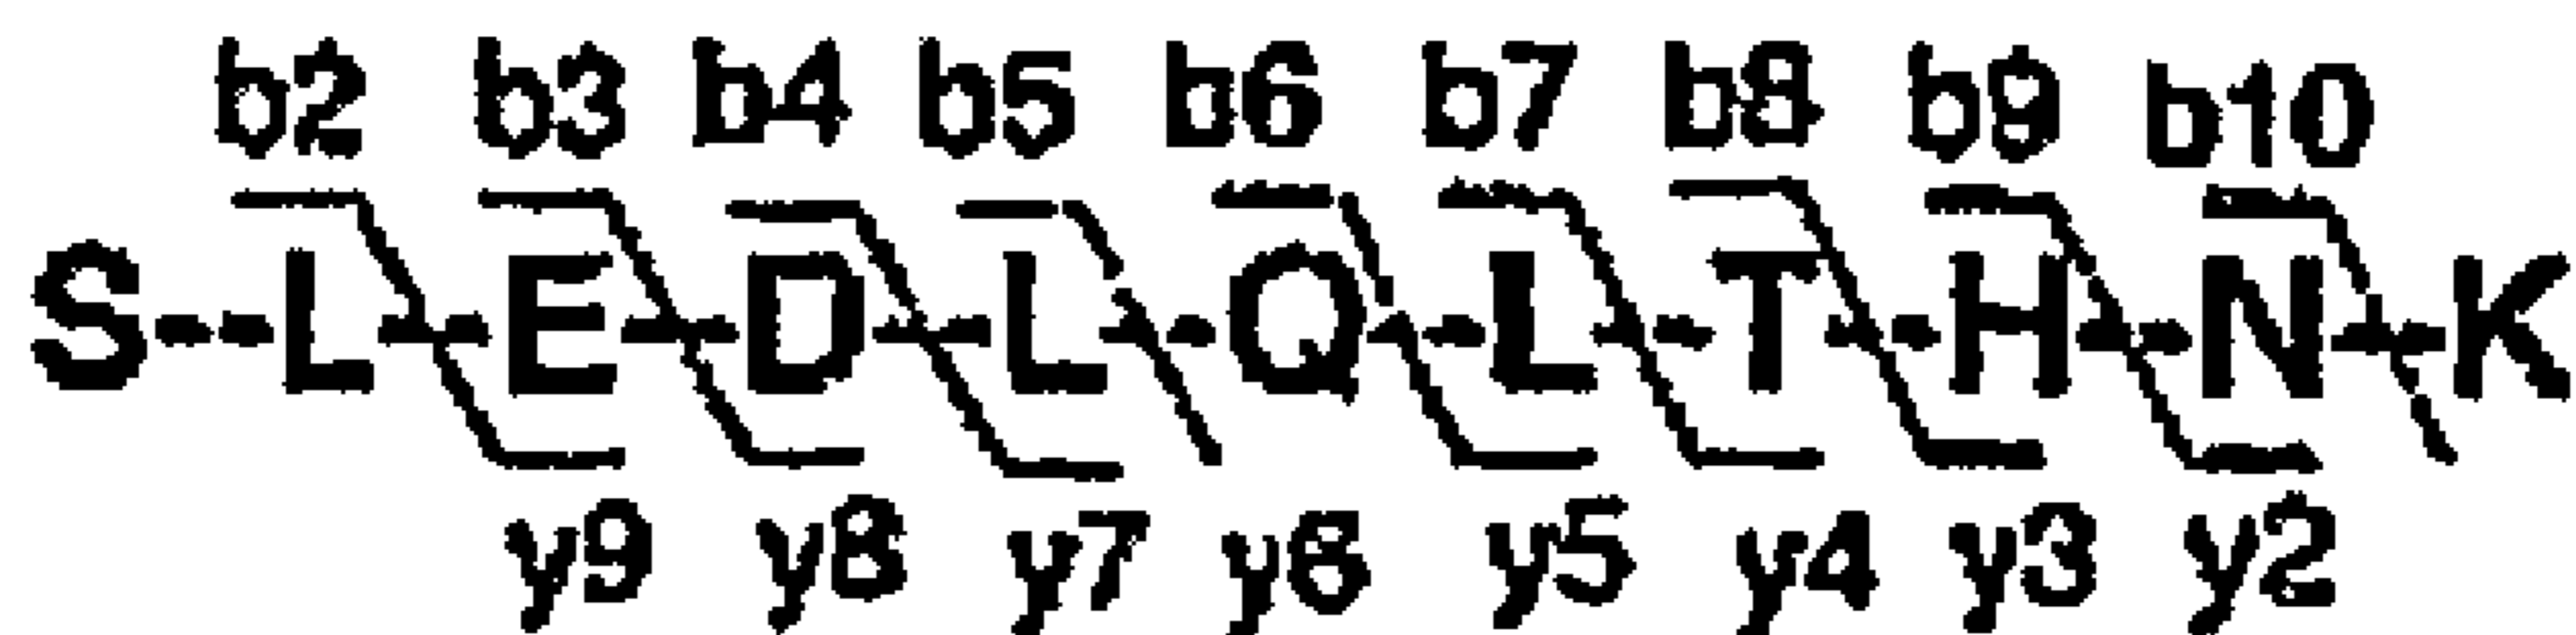 b2 b3 b4 b5 b6 b7 b8 b9 b10
S--L--E--D--L--Q--L--T--H--N--K
y9 y8 y7 y6 y5 y4 y3 y2